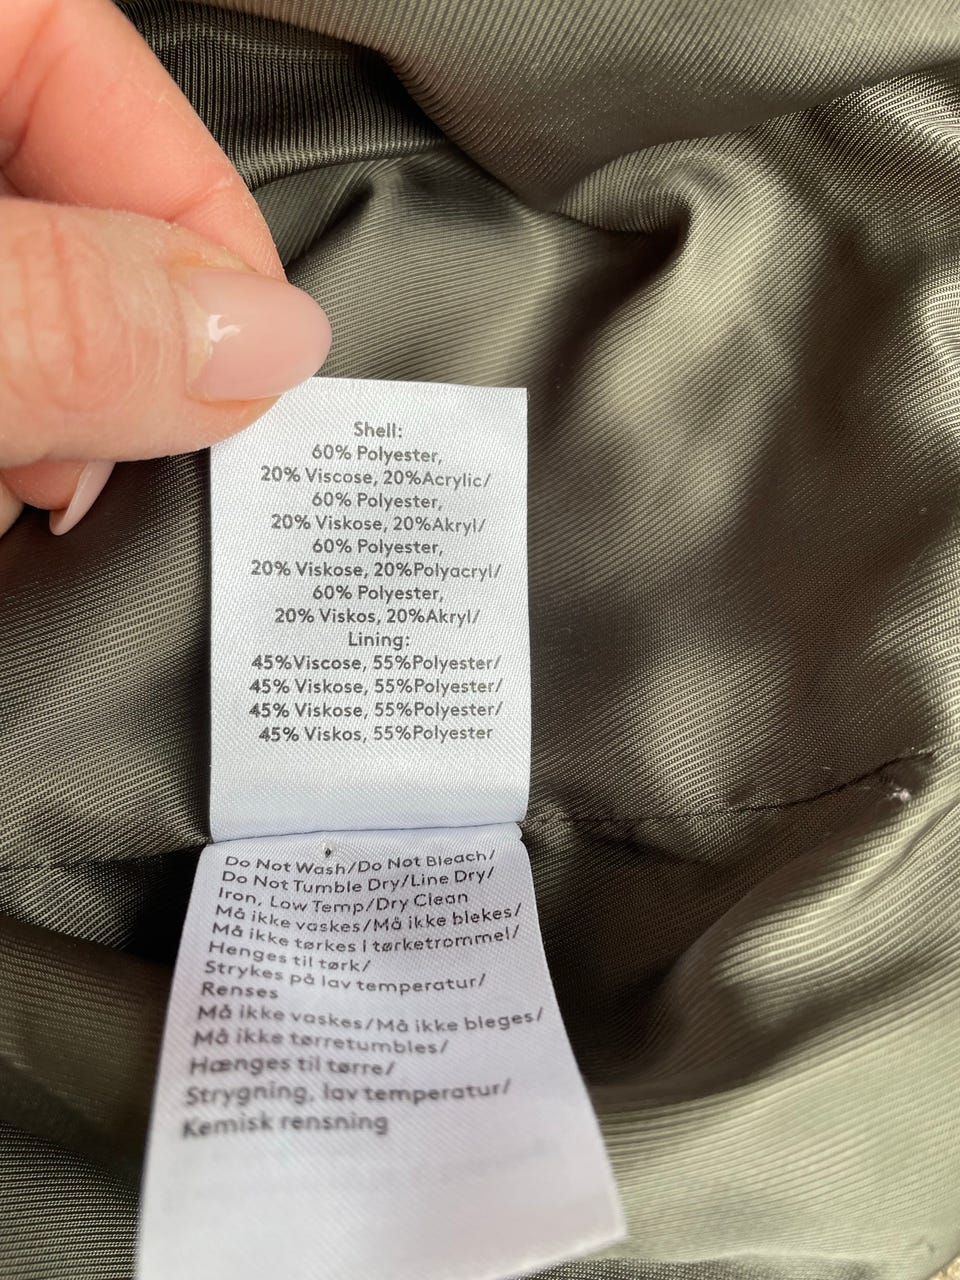 Shell:
60% Polyester,
20% Viscose, 20%Acrylic/
60% Polyester,
20% Viskose, 20%Akryl/
60% Polyester,
20% Viskose, 20%Polyacryl/
60% Polyester,
20% Viskos, 20%Akryl/
Lining:
45%Viscose, 55%Polyester/
45% Viskose, 55%Polyester/
45% Viskose, 55%Polyester/
45% Viskos, 55%Polyester
Do Not Wash/Do Not Bleach/
Do Not Tumble Dry/Line Dry/
Iron, Low Temp/Dry Clean
Må ikke vaskes/Må ikke blekes/
Må ikke tørkes i tørketrommel/
Henges til tørk/
Strykes på lav temperatur/
Renses
Må ikke vaskes/Må ikke bleges/
Må ikke tørretumbles/
Hænges til tørre/
Strygning, lav temperatur/
Kemisk rensning